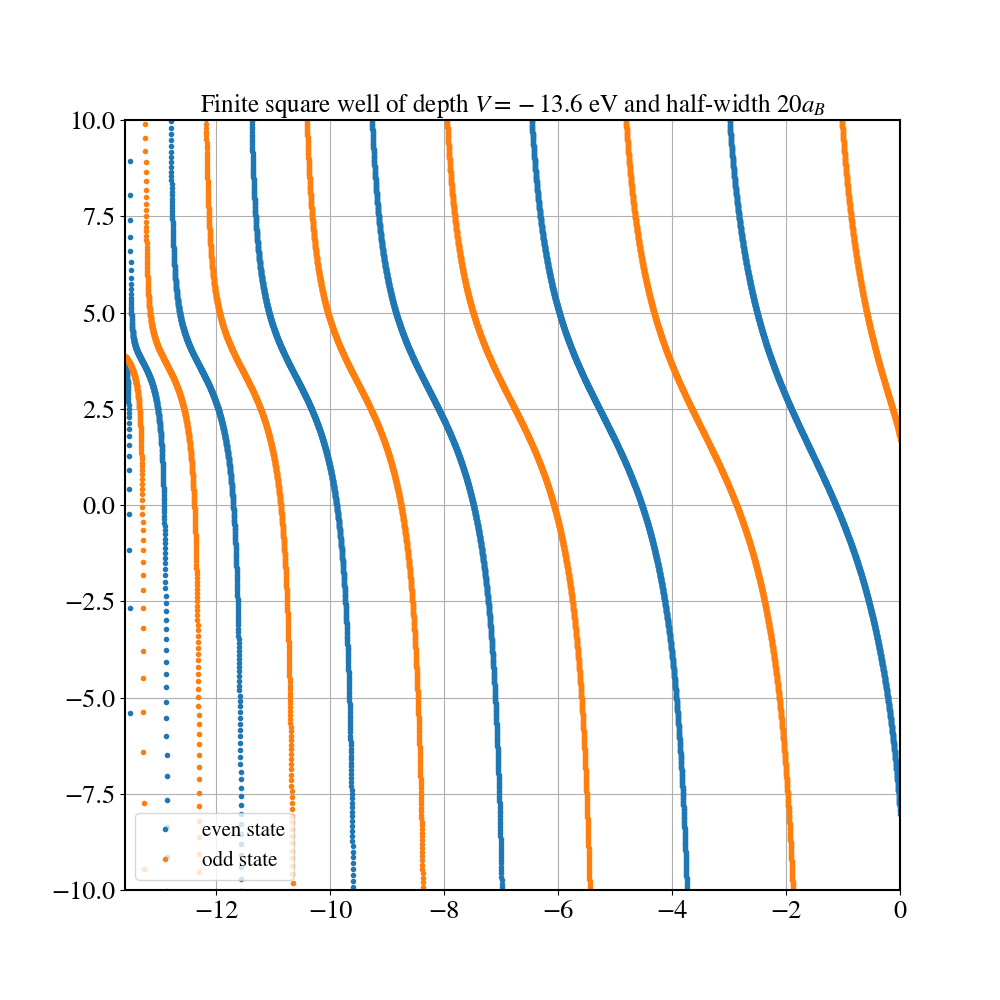 Finite square well of depth V = − 13.6 eV and half-width 20a_B
10.0
7.5
5.0
2.5
0.0
−2.5
−5.0
−7.5
−10.0
even state
odd state
−12 −10 −8 −6 −4 −2 0